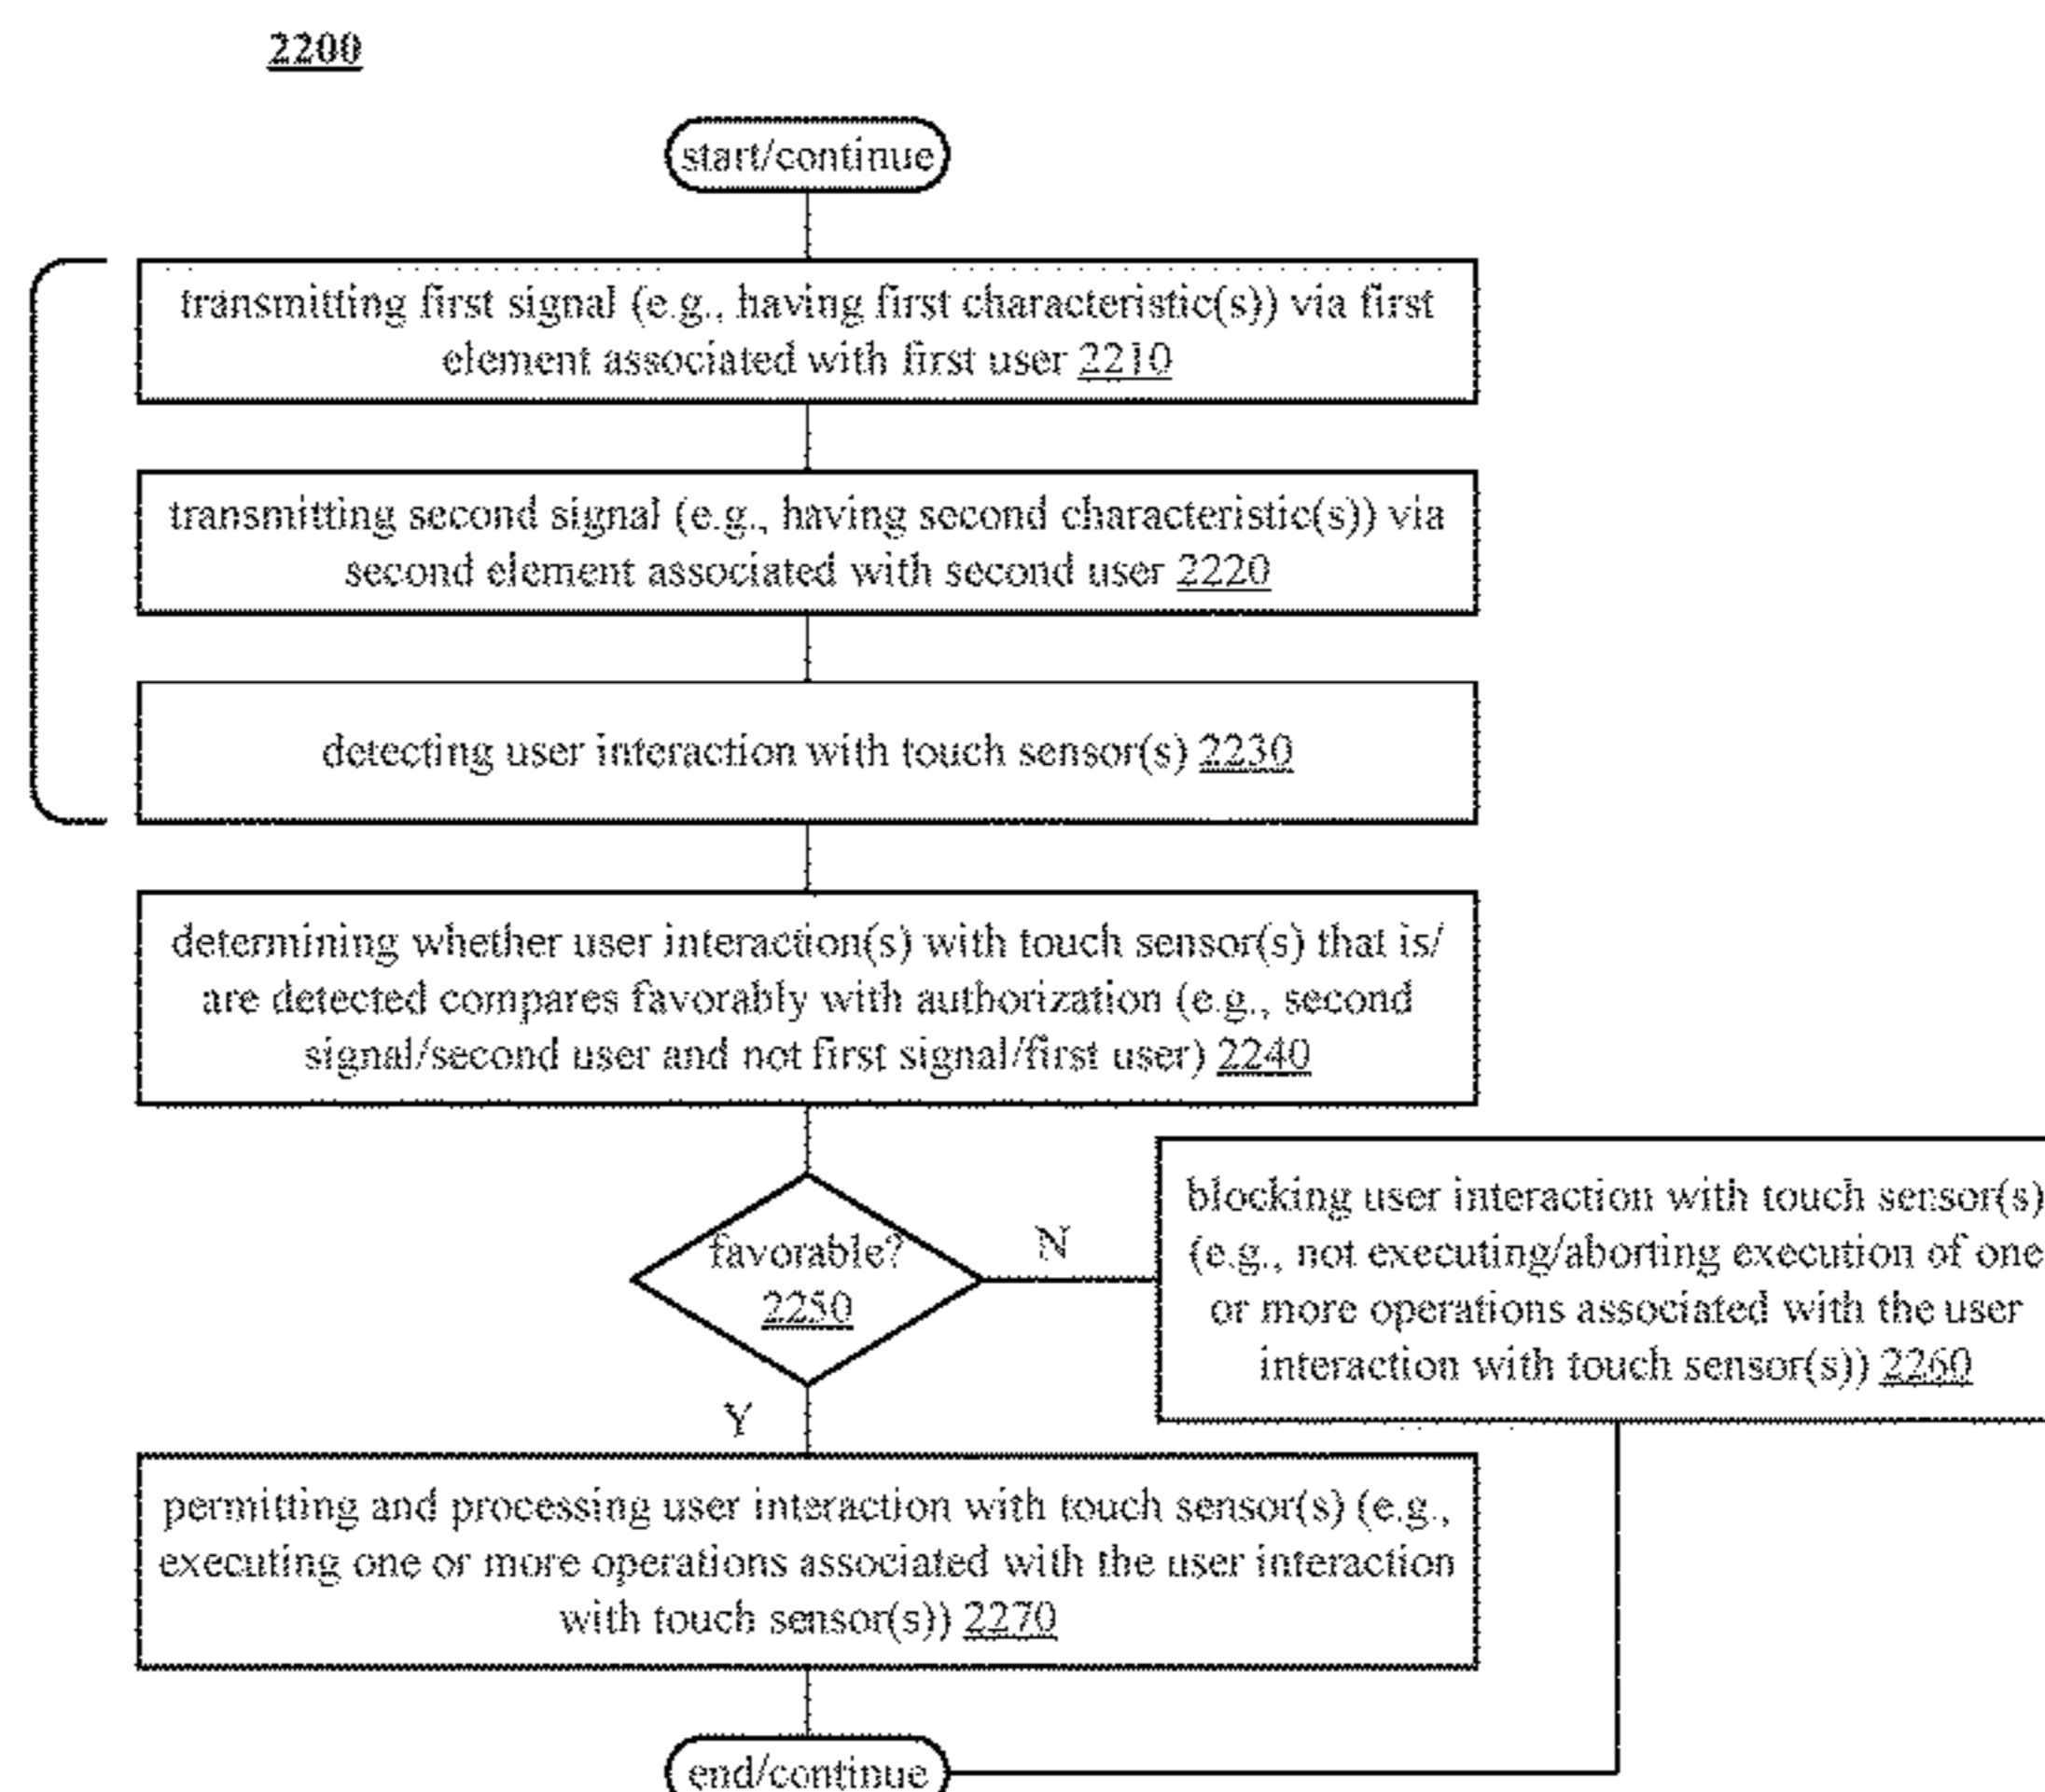 2200
start/continue
transmitting first signal (e.g., having first characteristic(s)) via first
element associated with first user 2210
transmitting second signal (e.g., having second characteristic(s)) via
second element associated with second user 2220
detecting user interaction with touch sensor(s) 2230
determining whether user interaction(s) with touch sensor(s) that is/
are detected compares favorably with authorization (e.g., second
signal/second user and not first signal/first user) 2240
favorable?
2250
N
blocking user interaction with touch sensor(s)
(e.g., not executing/aborting execution of one
or more operations associated with the user
interaction with touch sensor(s)) 2260
Y
permitting and processing user interaction with touch sensor(s) (e.g.,
executing one or more operations associated with the user interaction
with touch sensor(s)) 2270
end/continue